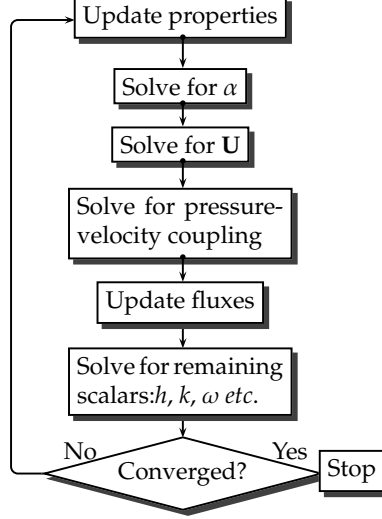 Update properties
Solve for α
Solve for U
Solve for pressure-
velocity coupling
Update fluxes
Solve for remaining
scalars:h, k, ω etc.
No
Yes
Converged?
Stop